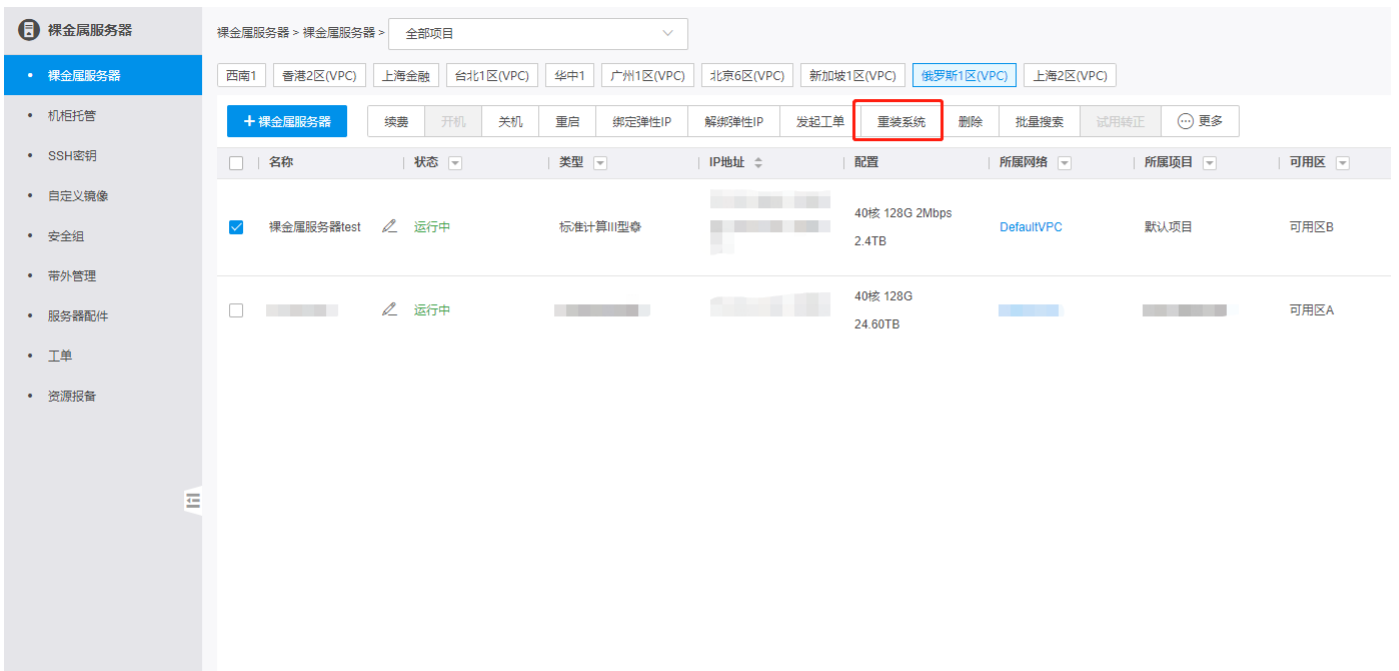 裸金属服务器
裸金属服务器 > 裸金属服务器 > 全部项目
裸金属服务器
机柜托管
SSH密钥
自定义镜像
安全组
带外管理
服务器配件
工单
资源报备
西南1 香港2区(VPC) 上海金融 台北1区(VPC) 华中1 广州1区(VPC) 北京6区(VPC) 新加坡1区(VPC) 俄罗斯1区(VPC) 上海2区(VPC)
+ 裸金属服务器 续费 开机 关机 重启 绑定弹性IP 解绑弹性IP 发起工单 重装系统 删除 批量搜索 试用转正 更多
名称 状态 类型 IP地址 配置 所属网络 所属项目 可用区
裸金属服务器test 运行中 标准计算III型泰 40核 128G 2Mbps DefaultVPC 默认项目 可用区B
2.4TB
运行中 40核 128G 可用区A
24.60TB